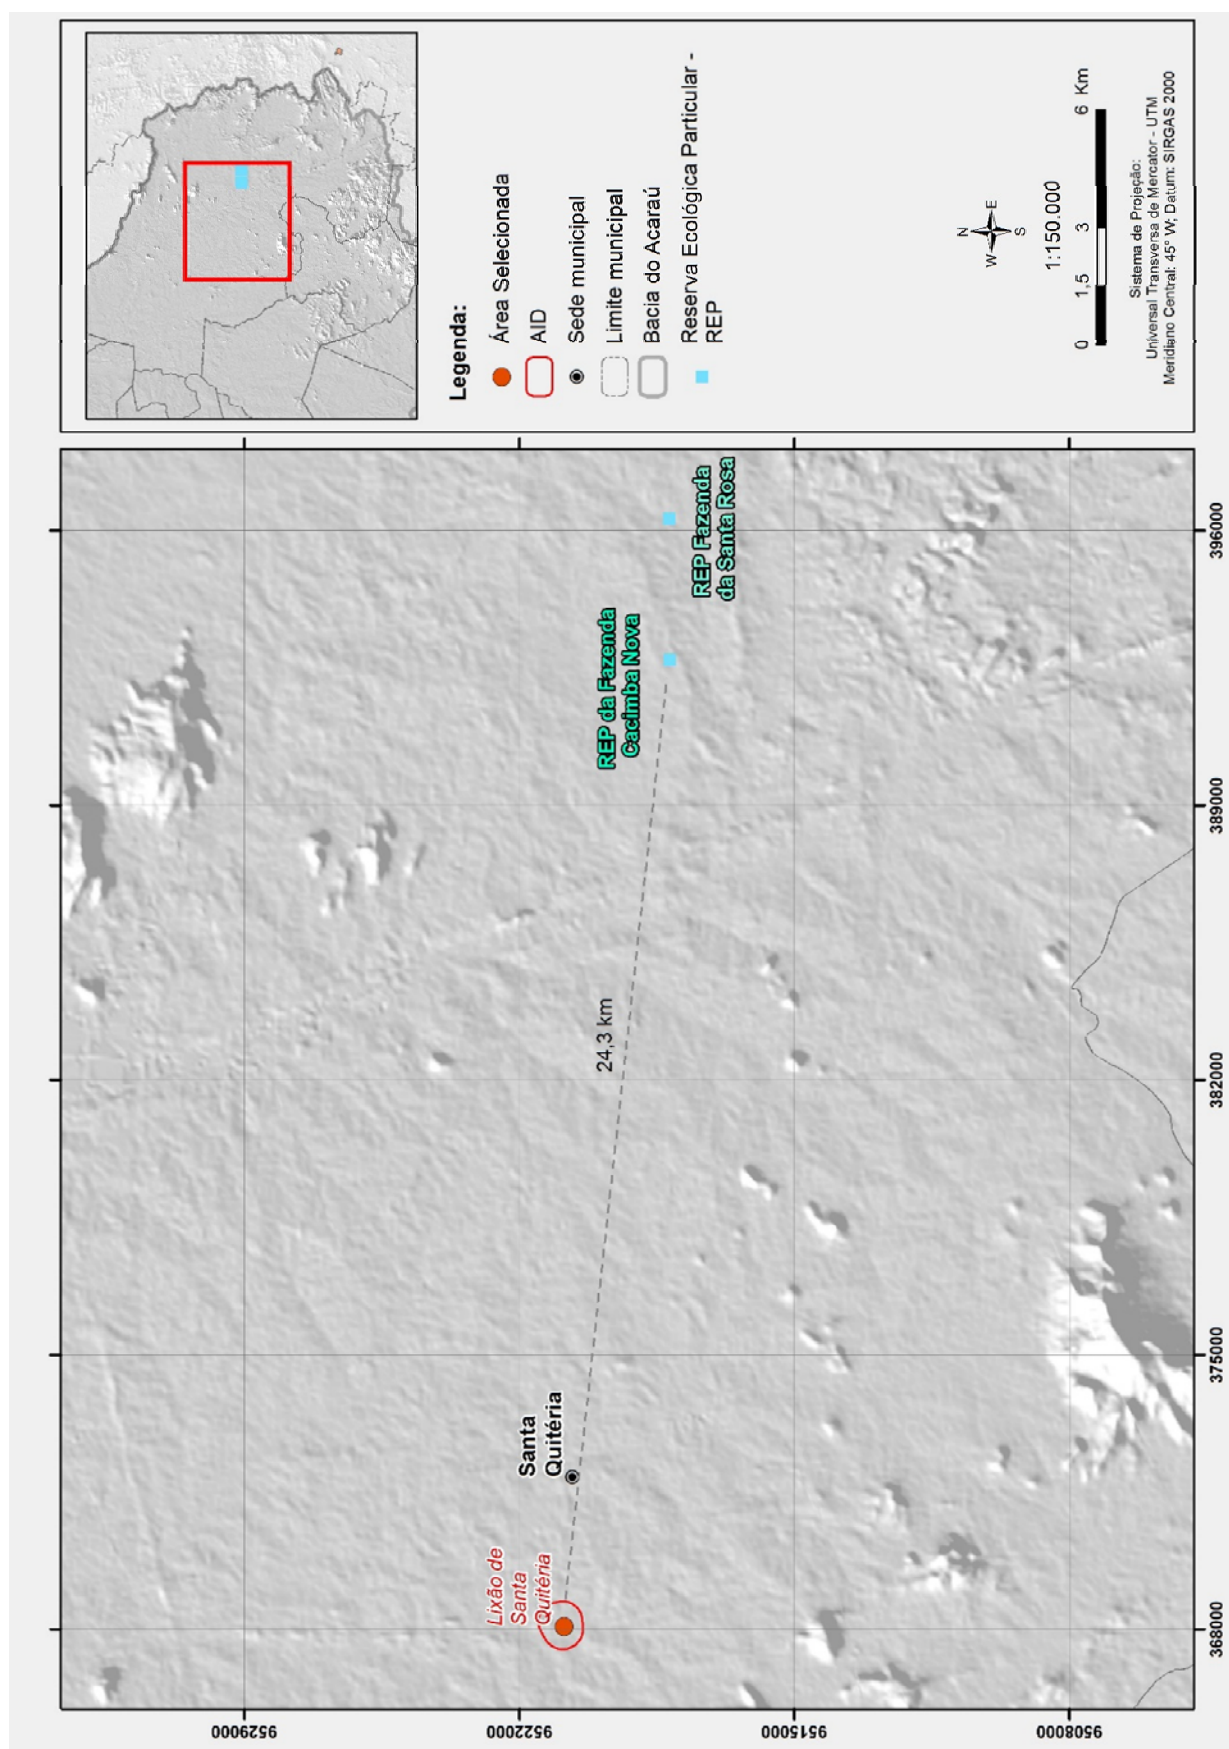 9529000
9522000
9515000
9508000
368000
375000
382000
389000
396000
Lixão de
Santa
Quitéria
Santa
Quitéria
24,3 km
REP da Fazenda
Cacimba Nova
REP Fazenda
da Santa Rosa
Legenda:
Área Selecionada
AID
Sede municipal
Limite municipal
Bacia do Acaraú
Reserva Ecológica Particular -
REP
N
W E
S
1:150.000
0 1,5 3 6 Km
Sistema de Projeção:
Universal Transversa de Mercator - UTM
Meridiano Central: 45° W; Datum: SIRGAS 2000